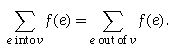 ∑_{e into v} f(e) = ∑_{e out of v} f(e).